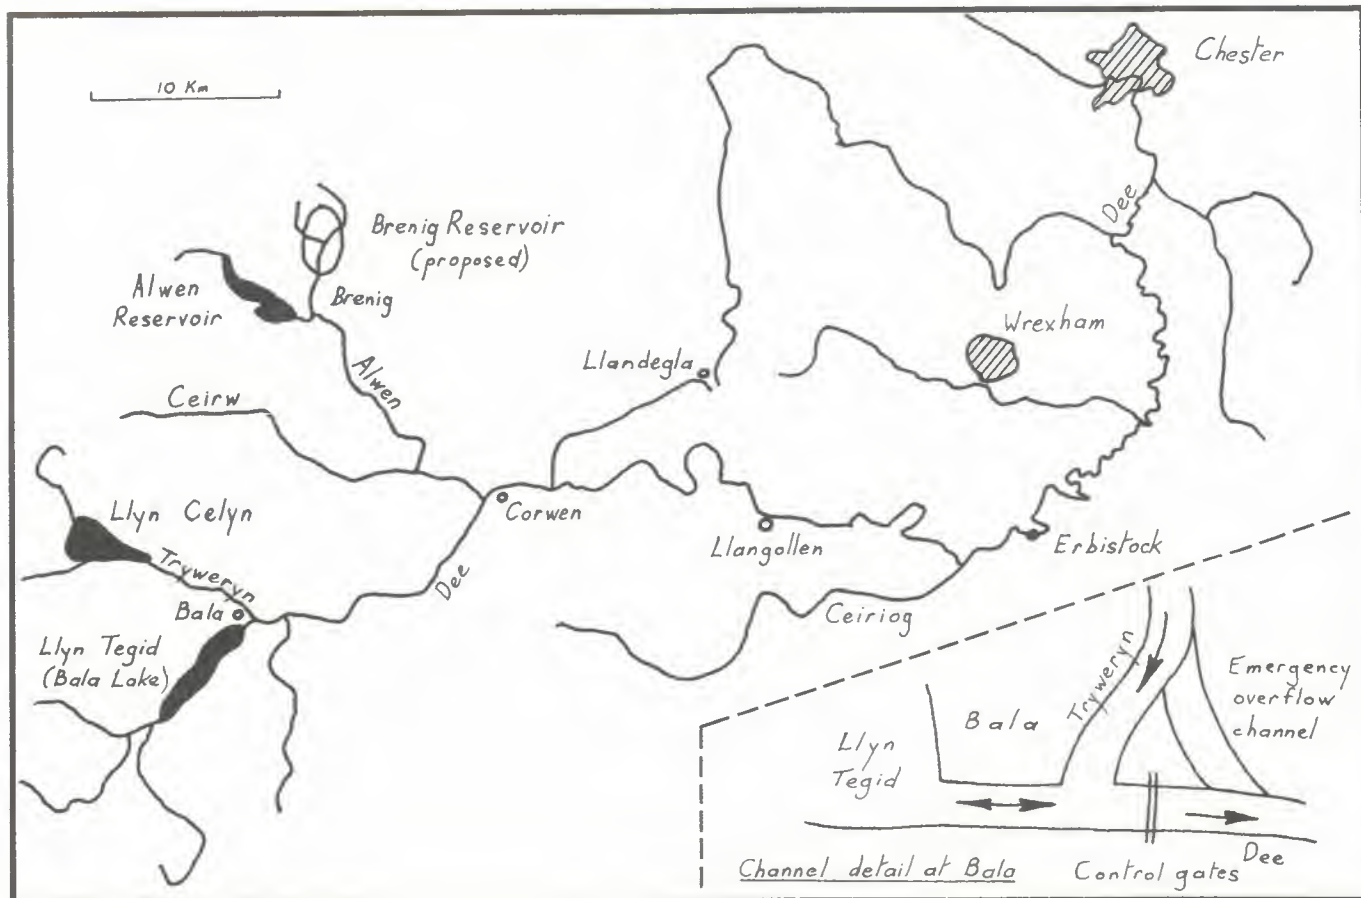 Chester
10 Km
Dee
Brenig Reservoir
(proposed)
Alwen
Reservoir
Brenig
Wrexham
Llandegla
Alwen
Ceirw
Llyn Celyn
Corwen
Llangollen
Erbistock
Tryweryn
Dee
Bala
Ceiriog
Llyn Tegid
(Bala Lake)
Tryweryn
Emergency
overflow
channel
Bala
Llyn
Tegid
Dee
Channel detail at Bala
Control gates